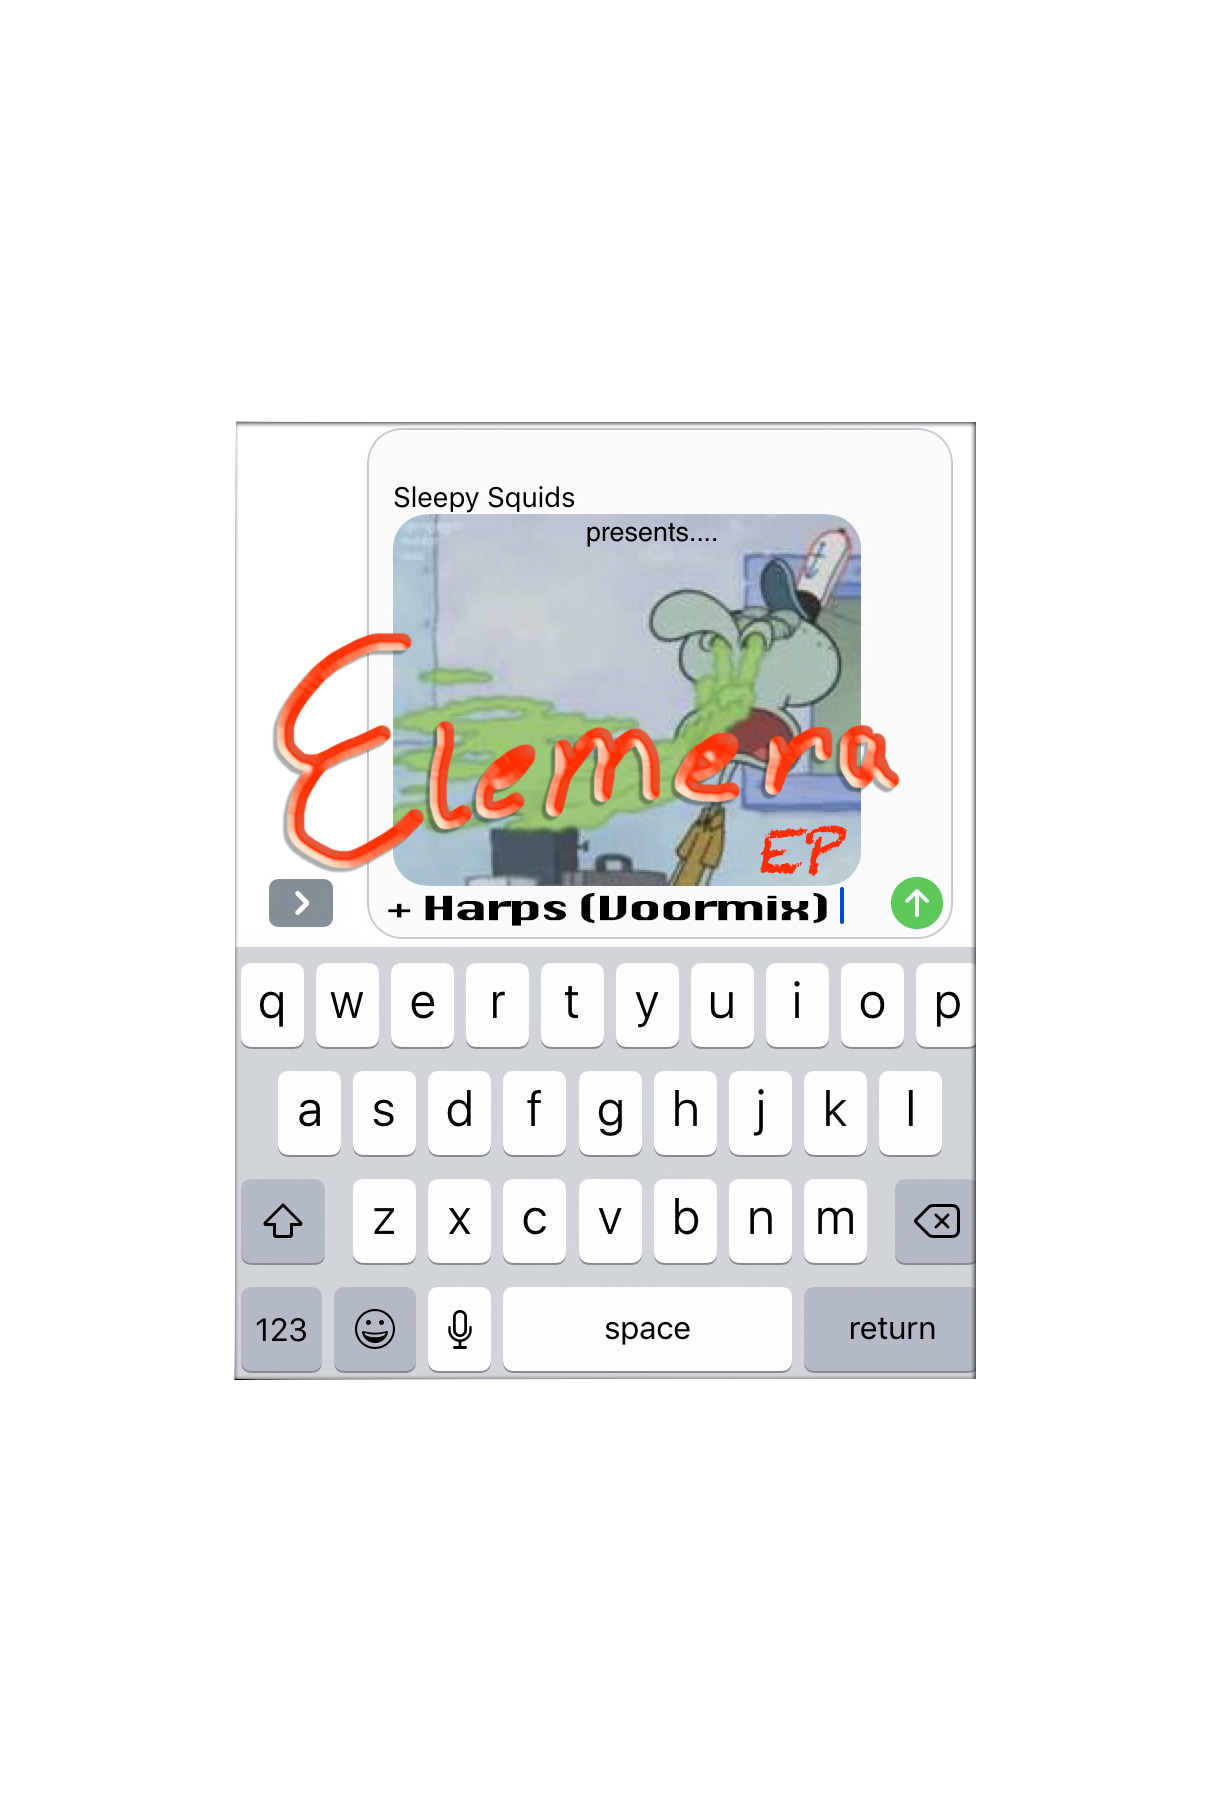 Sleepy Squids
presents....
Elemera
EP
+ Harps (Voormix)
q w e r t y u i o p
a s d f g h j k l
z x c v b n m
123 space return